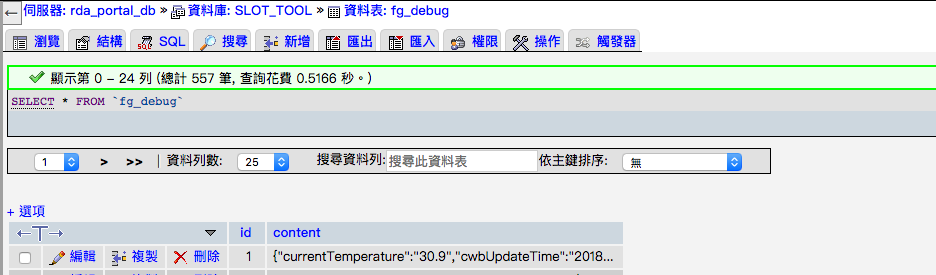 ← 伺服器: rda_portal_db » 資料庫: SLOT_TOOL » 資料表: fg_debug
瀏覽 結構 SQL 搜尋 新增 匯出 匯入 權限 操作 觸發器
顯示第 0 - 24 列 (總計 557 筆, 查詢花費 0.5166 秒。)
SELECT * FROM `fg_debug`
1 > >> | 資料列數: 25 搜尋資料列: 搜尋此資料表 依主鍵排序: 無
+ 選項
←T→ ▼ id content
編輯 複製 刪除 1 {"currentTemperature":"30.9","cwbUpdateTime":"2018...